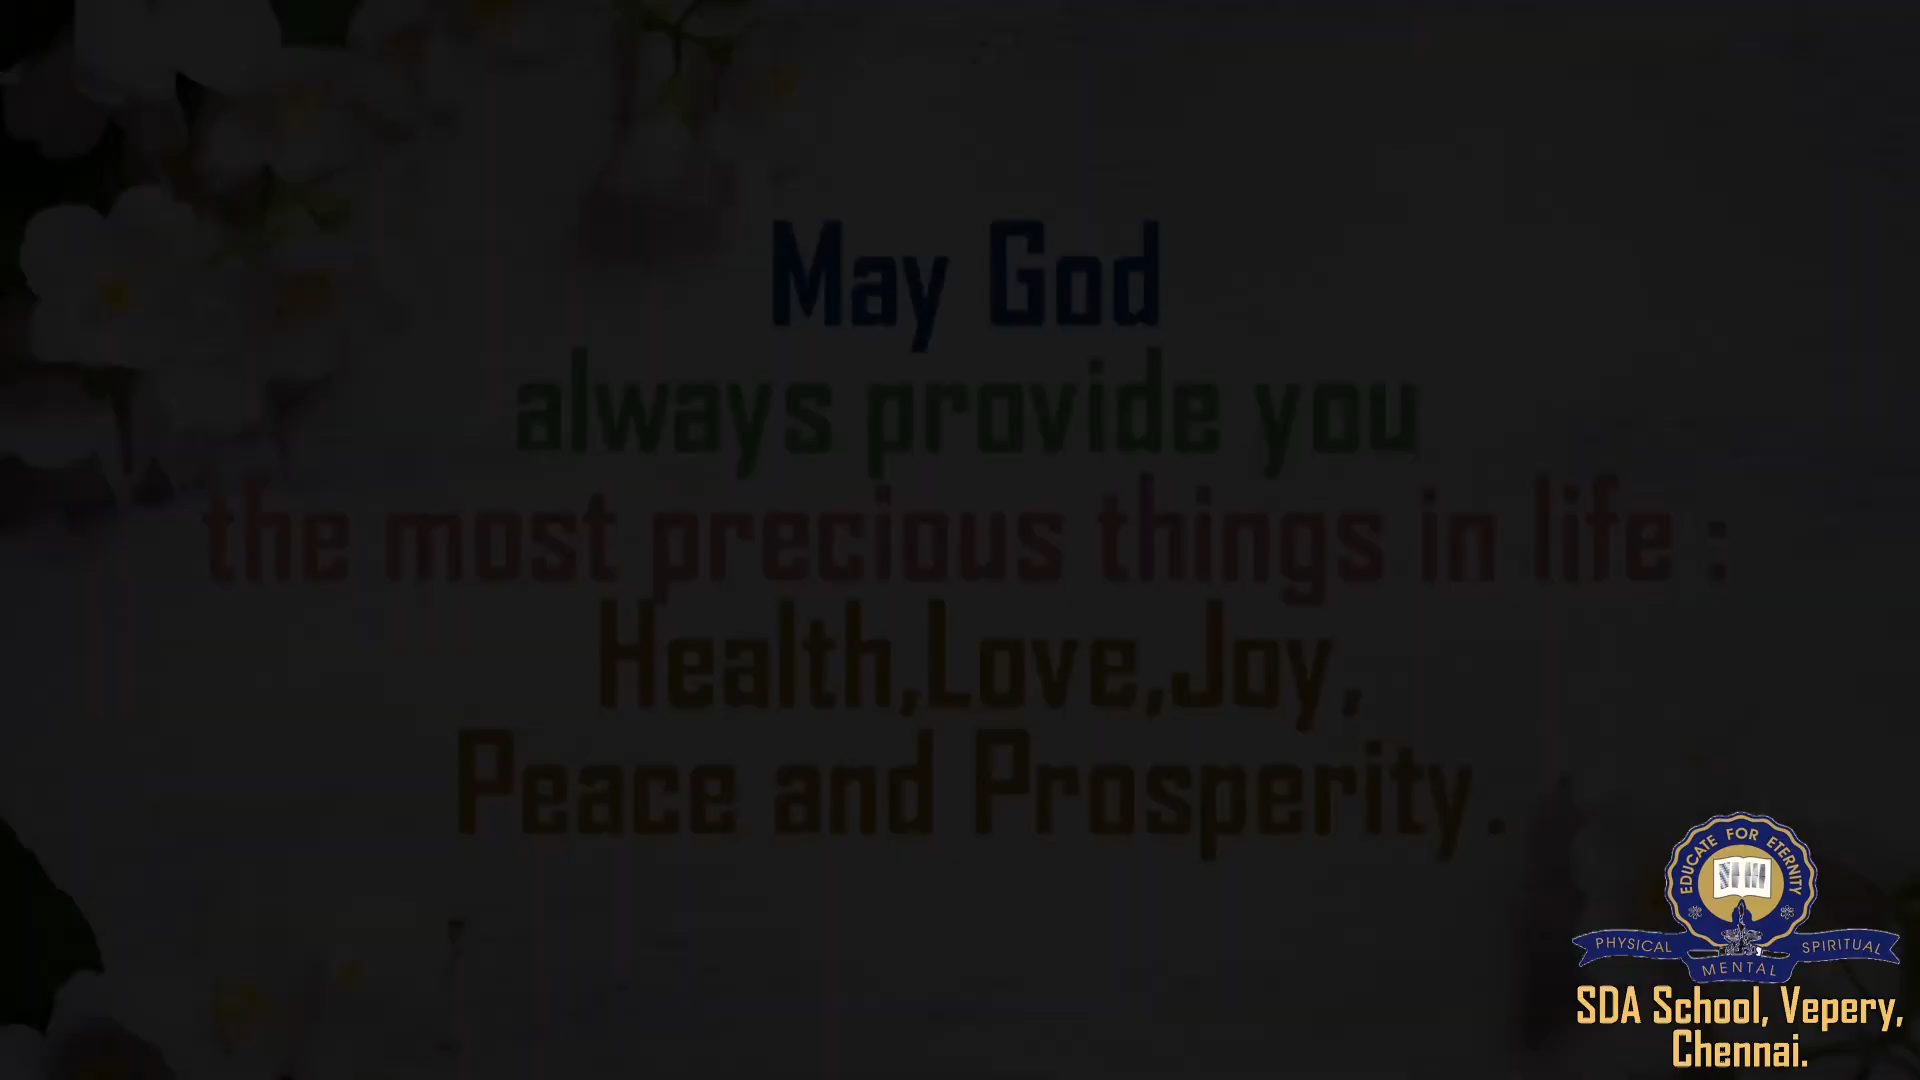 May God
always provide you
the most precious things in life :
Health,Love,Joy,
Peace and Prosperity.
EDUCATE FOR ETERNITY
PHYSICAL
MENTAL
SPIRITUAL
SDA School, Vepery,
Chennai.